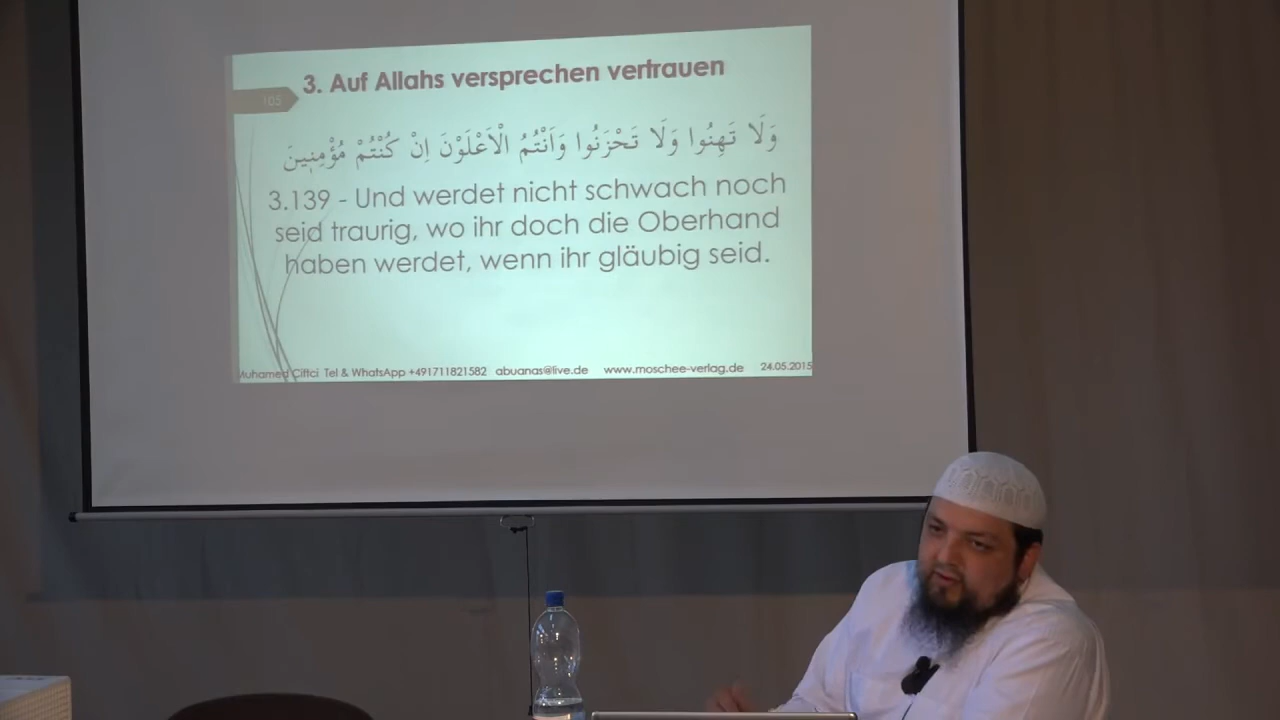 3. Auf Allahs versprechen vertrauen
105
وَلَا تَهِنُوا وَلَا تَحْزَنُوا وَاَنْتُمُ الْاَعْلَوْنَ اِنْ كُنْتُمْ مُؤْمِنِينَ
3.139 - Und werdet nicht schwach noch
seid traurig, wo ihr doch die Oberhand
haben werdet, wenn ihr gläubig seid.
Muhamed Ciftci Tel & WhatsApp +491711821582 abuanas@live.de www.moschee-verlag.de 24.05.2015